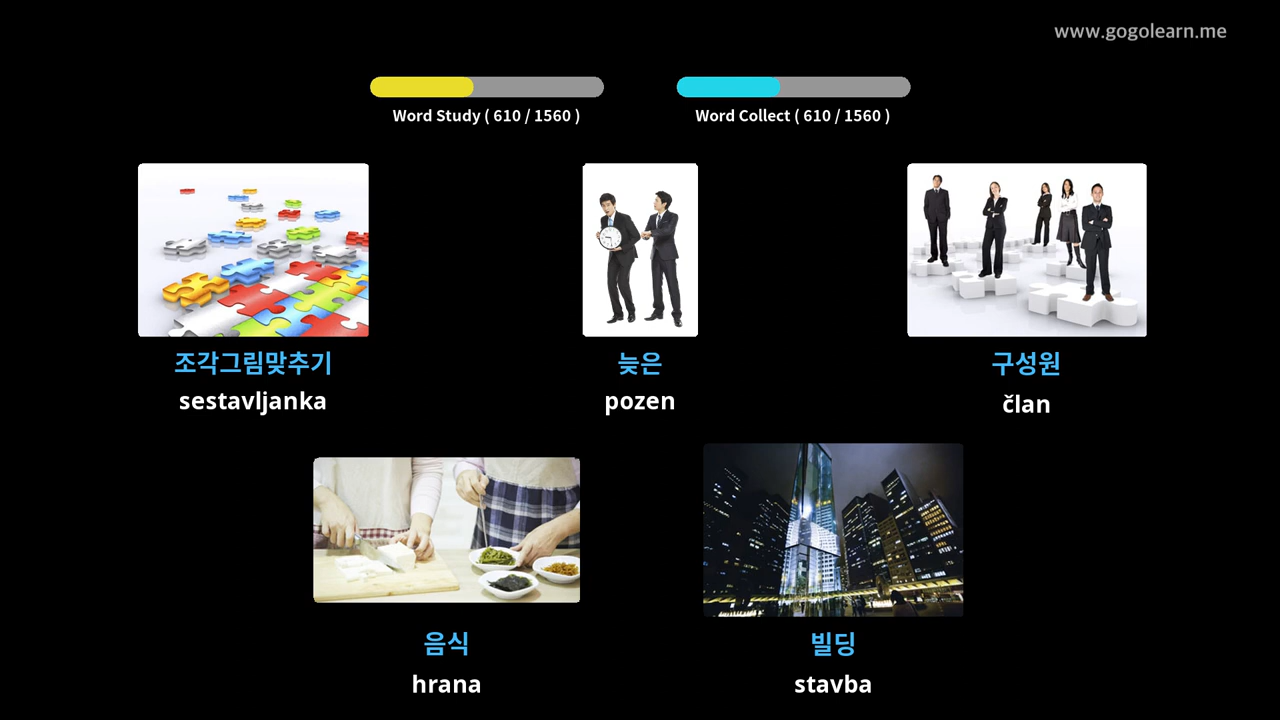 www.gogolearn.me
Word Study ( 610 / 1560 )
Word Collect ( 610 / 1560 )
조각그림맞추기
sestavljanka
늦은
pozen
구성원
član
음식
hrana
빌딩
stavba